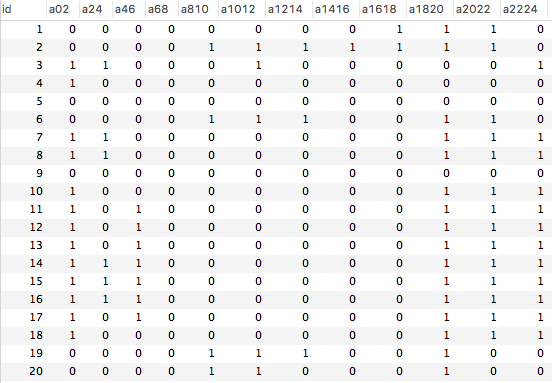 id a02 a24 a46 a68 a810 a1012 a1214 a1416 a1618 a1820 a2022 a2224
1 0 0 0 0 0 0 0 0 1 1 1 0
2 0 0 0 0 1 1 1 1 1 1 1 0
3 1 1 0 0 0 1 0 0 0 0 0 1
4 1 0 0 0 0 0 0 0 0 0 0 0
5 0 0 0 0 0 0 0 0 0 0 0 0
6 0 0 0 0 1 1 1 0 0 1 1 0
7 1 1 0 0 0 0 0 0 0 1 1 1
8 1 1 0 0 0 0 0 0 0 1 1 1
9 0 0 0 0 0 0 0 0 0 0 0 0
10 1 0 0 0 0 0 0 0 0 1 1 1
11 1 0 1 0 0 0 0 0 0 1 1 1
12 1 0 1 0 0 0 0 0 0 1 1 1
13 1 0 1 0 0 0 0 0 0 1 1 1
14 1 1 1 0 0 0 0 0 0 1 1 1
15 1 1 1 0 0 0 0 0 0 1 1 1
16 1 1 1 0 0 0 0 0 0 1 1 1
17 1 0 1 0 0 0 0 0 0 1 1 1
18 1 0 0 0 0 0 0 0 0 1 1 1
19 0 0 0 0 1 1 1 0 0 1 0 0
20 0 0 0 0 1 1 0 0 0 1 0 0